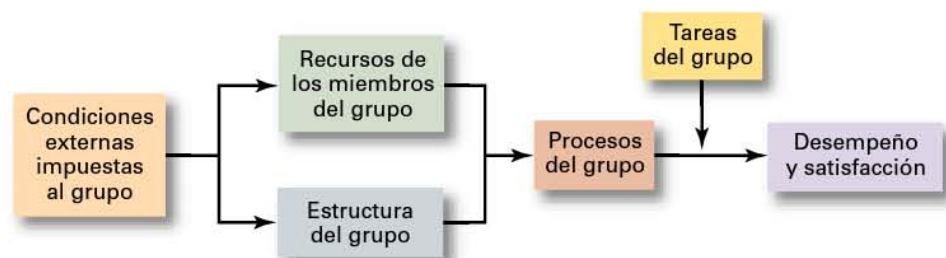 Condiciones
externas
impuestas
al grupo
Recursos de
los miembros
del grupo
Estructura
del grupo
Procesos
del grupo
Tareas
del grupo
Desempeño
y satisfacción